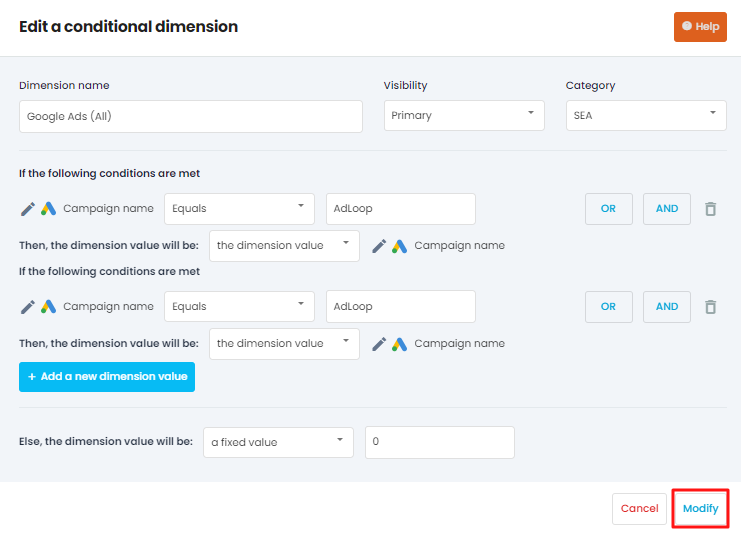 Edit a conditional dimension
Help
Dimension name Visibility Category
Google Ads (All) Primary SEA
If the following conditions are met
Campaign name Equals AdLoop OR AND
Then, the dimension value will be: the dimension value Campaign name
If the following conditions are met
Campaign name Equals AdLoop OR AND
Then, the dimension value will be: the dimension value Campaign name
+ Add a new dimension value
Else, the dimension value will be: a fixed value 0
Cancel Modify